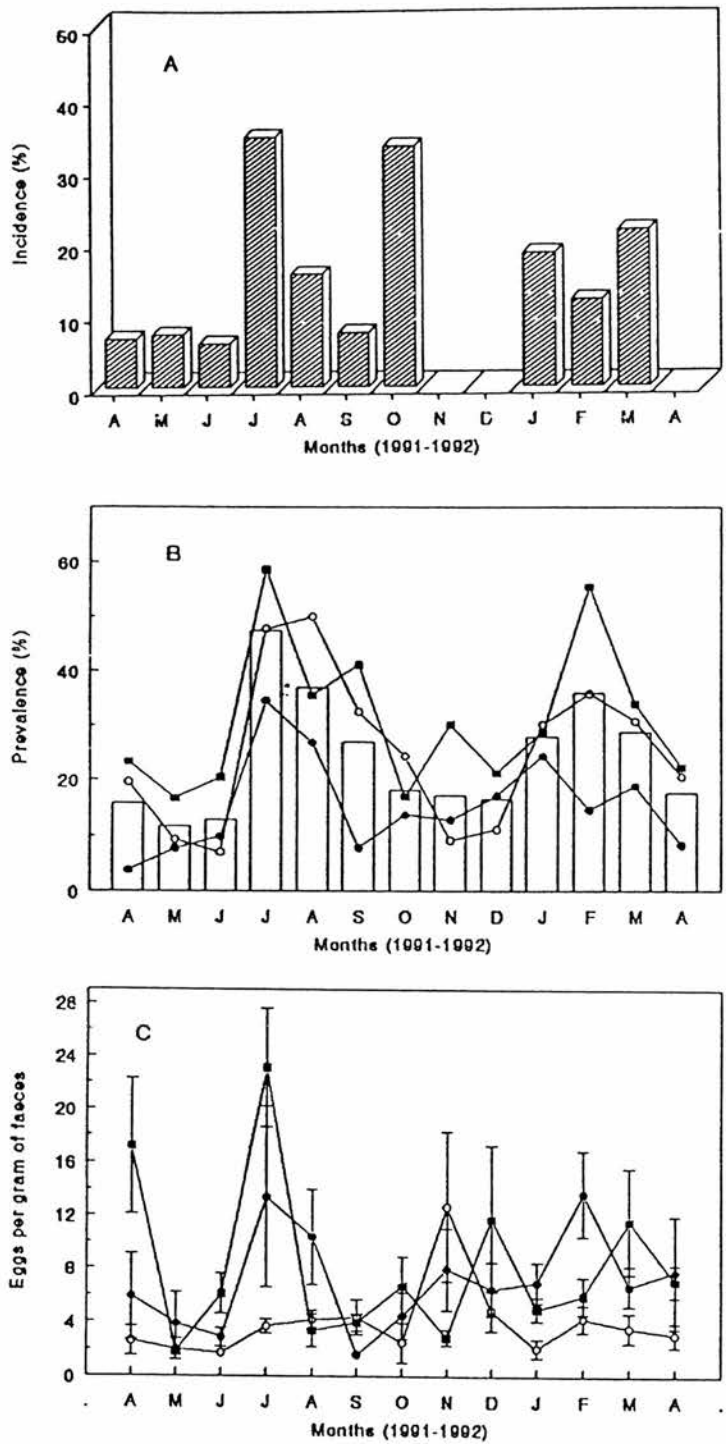 A
Incidence (%)
50
40
30
20
10
0
A M J J A S O N D J F M A
Months (1991-1992)
B
Prevalence (%)
60
40
20
0
A M J J A S O N D J F M A
Months (1991-1992)
C
Eggs per gram of faeces
28
24
20
16
12
8
4
0
A M J J A S O N D J F M A
Months (1991-1992)